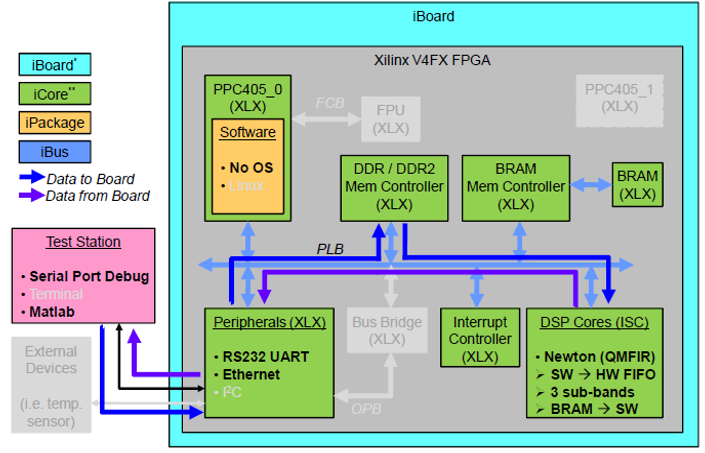 iBoard
Xilinx V4FX FPGA
iBoard*
iCore**
iPackage
iBus
Data to Board
Data from Board
PPC405_0
(XLX)
Software
• No OS
• Linux
FCB
FPU
(XLX)
PPC405_1
(XLX)
DDR / DDR2
Mem Controller
(XLX)
BRAM
Mem Controller
(XLX)
BRAM
(XLX)
PLB
Test Station
• Serial Port Debug
• Terminal
• Matlab
External
Devices
(i.e. temp.
sensor)
Peripherals (XLX)
• RS232 UART
• Ethernet
• I²C
Bus Bridge
(XLX)
OPB
Interrupt
Controller
(XLX)
DSP Cores (ISC)
• Newton (QMFIR)
➢ SW → HW FIFO
➢ 3 sub-bands
➢ BRAM → SW